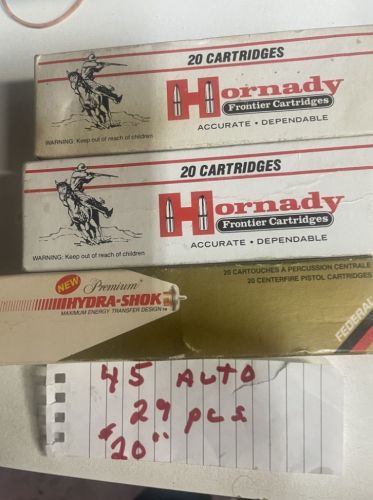 20 CARTRIDGES
Hornady
Frontier Cartridges
ACCURATE • DEPENDABLE
WARNING: Keep out of reach of children
20 CARTRIDGES
Hornady
Frontier Cartridges
ACCURATE • DEPENDABLE
WARNING: Keep out of reach of children
NEW
Premium
HYDRA-SHOK
MAXIMUM ENERGY TRANSFER DESIGN™
20 CARTOUCHES À PERCUSSION CENTRALE
20 CENTERFIRE PISTOL CARTRIDGES
FEDERAL
45 AUTO
29 pcs
"20"